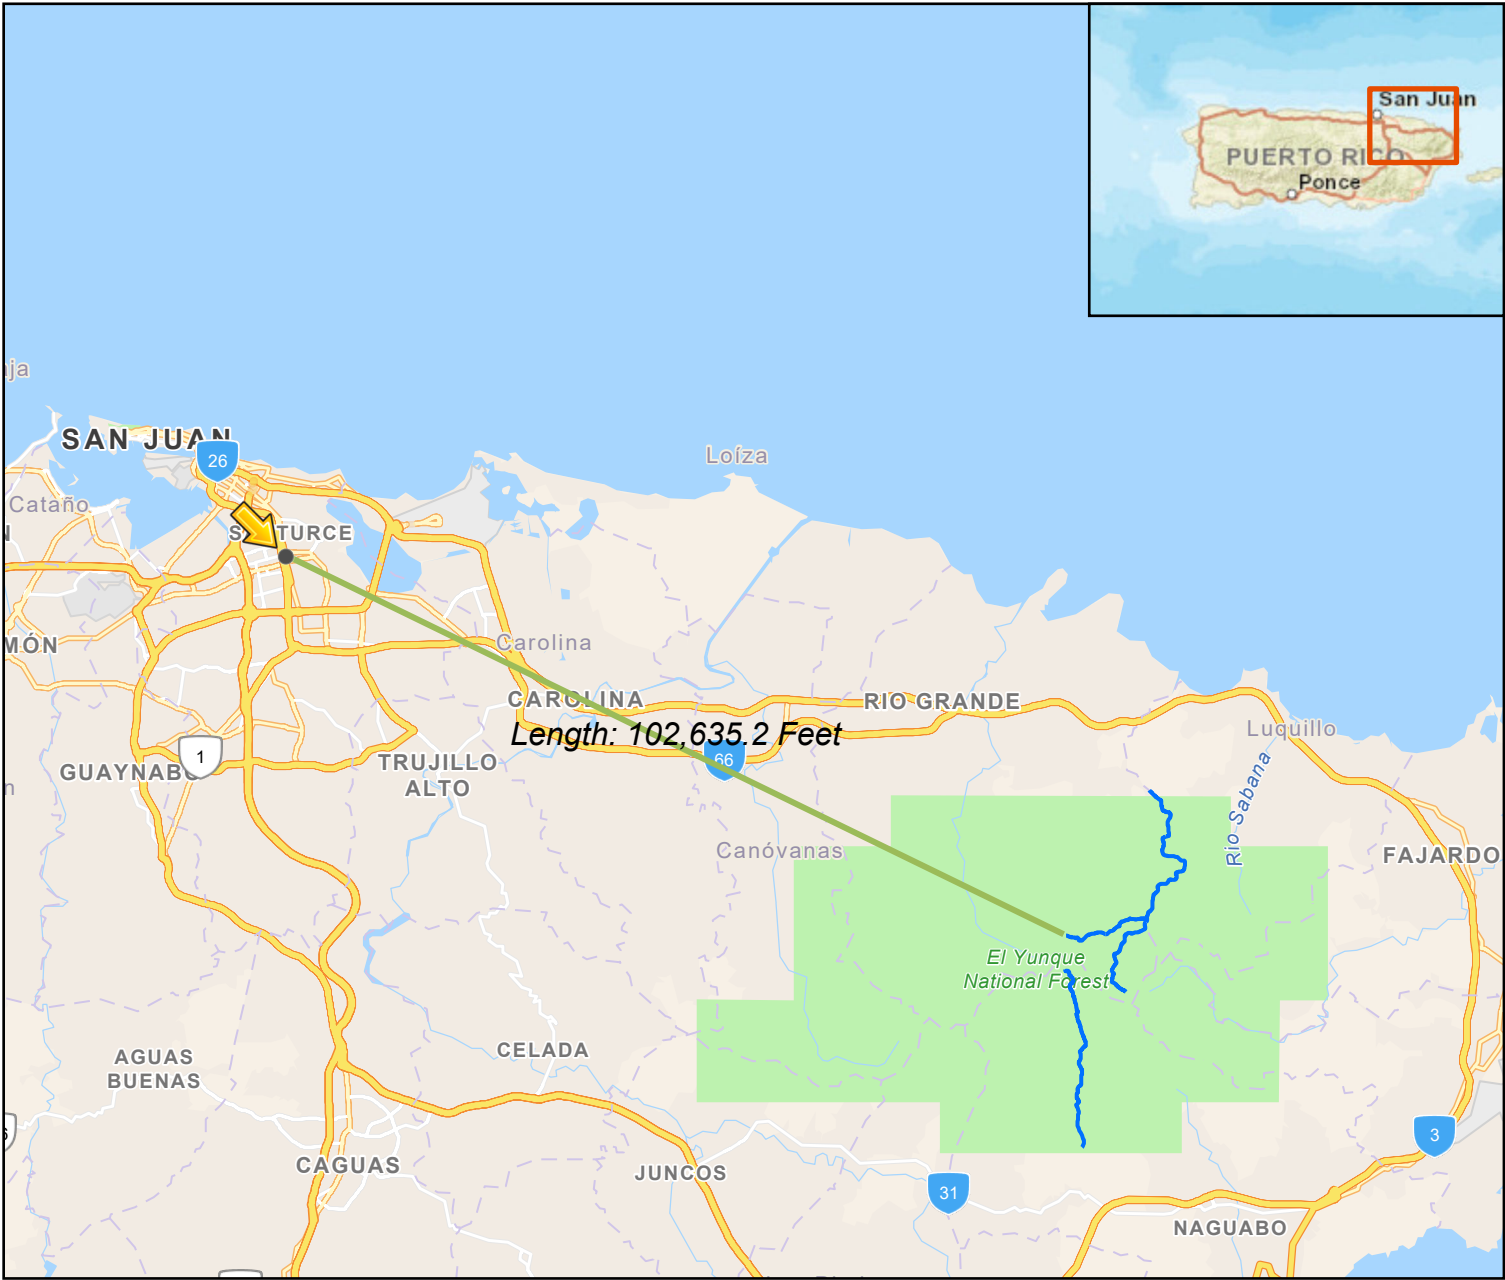 San Juan
PUERTO RICO
Ponce
ja
SAN JUAN
26
Loíza
Cataño
TURCE
MÓN
Carolina
CAROLINA
RIO GRANDE
Length: 102,635.2 Feet
Luquillo
1
66
GUAYNABO
TRUJILLO
ALTO
Rio Sabana
Canóvanas
FAJARDO
El Yunque
National Forest
AGUAS
BUENAS
CELADA
3
CAGUAS
JUNCOS
31
NAGUABO